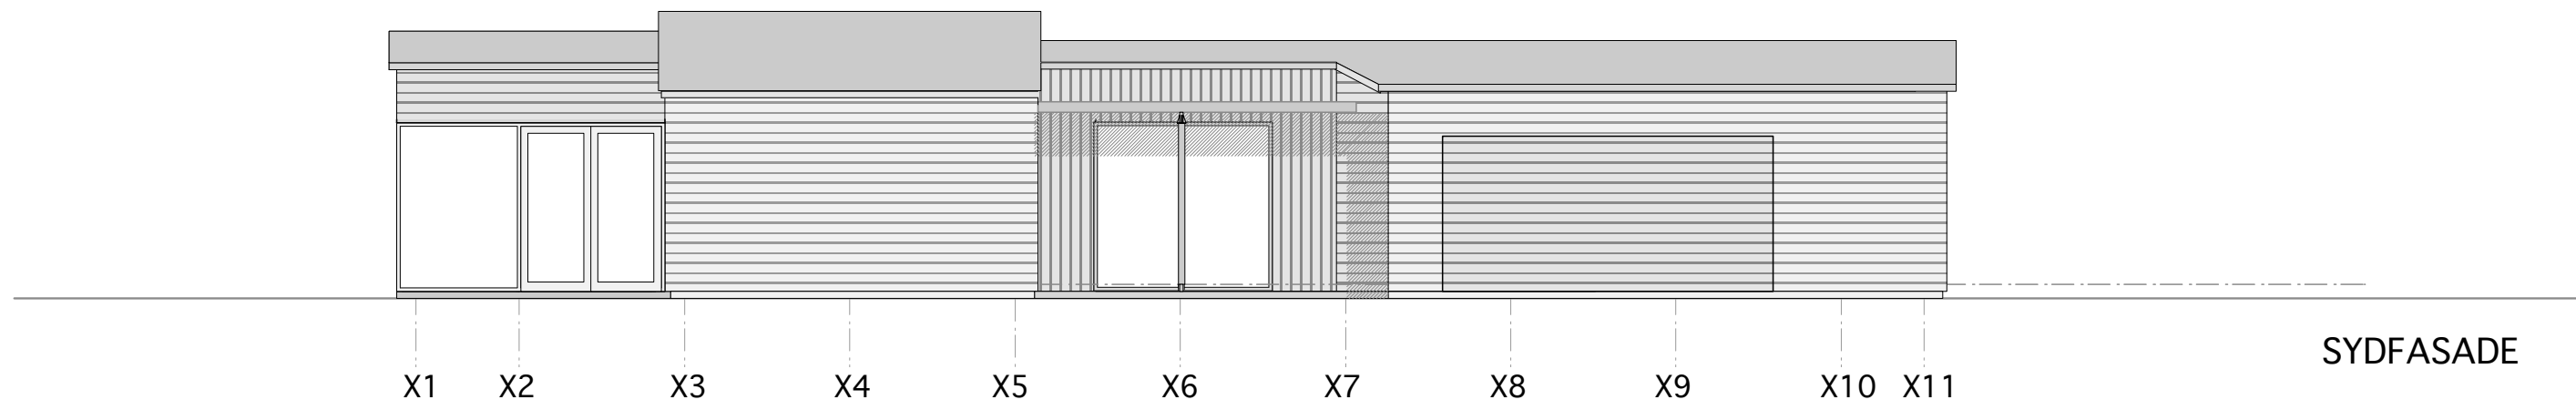 SYDFASADE
X1 X2 X3 X4 X5 X6 X7 X8 X9 X10 X11